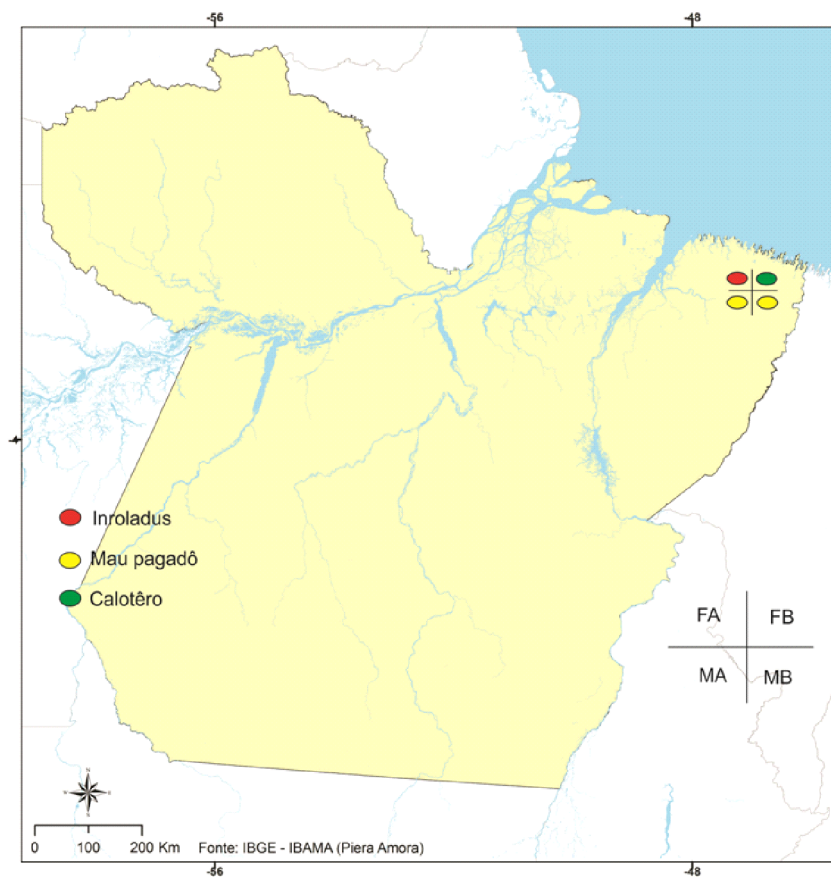 -56
-48
4
Inroladus
Mau pagadô
Calotêro
FA
FB
MA
MB
0 100 200 Km
Fonte: IBGE - IBAMA (Piera Amora)
-56
-48